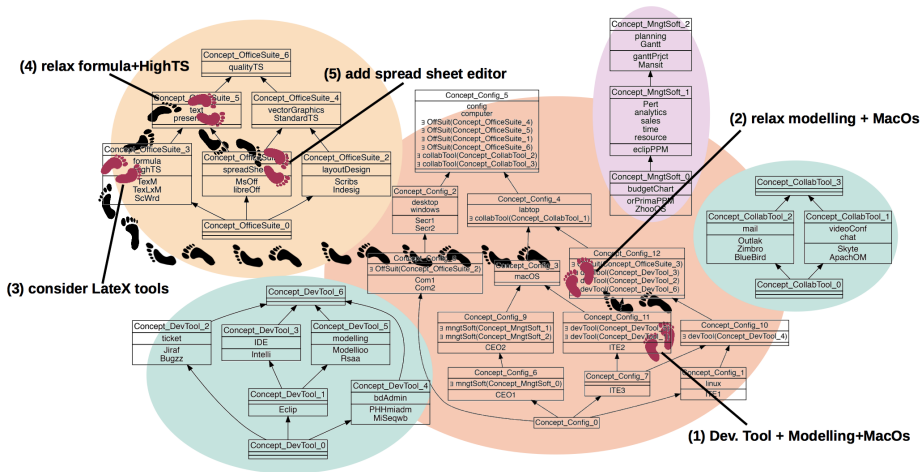 Concept_OfficeSuite_6
qualityTS
(4) relax formula+HighTS
(5) add spread sheet editor
Concept_OfficeSuite_5
text
Concept_OfficeSuite_4
vectorGraphics
StandardTS
Concept_OfficeSuite_3
formula
TexM
TexLxM
ScWrd
MsOff
libreOff
Concept_OfficeSuite_2
layoutDesign
Scribs
Indesig
Concept_OfficeSuite_0
(3) consider LateX tools
Concept_MngtSoft_2
planning
Gantt
ganttPrjct
Mansit
Concept_MngtSoft_1
Pert
analytics
sales
time
resource
eclipPPM
Concept_MngtSoft_0
budgetChart
orPrimaPPM
ZhooOS
(2) relax modelling + MacOs
Concept_Config_5
config
computer
∃ OffSuit(Concept_OfficeSuite_4)
∃ OffSuit(Concept_OfficeSuite_5)
∃ OffSuit(Concept_OfficeSuite_1)
∃ OffSuit(Concept_OfficeSuite_6)
∃ collabTool(Concept_CollabTool_2)
∃ collabTool(Concept_CollabTool_3)
Concept_Config_2
desktop
windows
Secr1
Secr2
Concept_Config_4
labtop
∃ collabTool(Concept_CollabTool_1)
∃ OffSuit(Concept_OfficeSuite_2)
Com1
Com2
Concept_Config_3
macOS
Concept_Config_12
Concept_Config_9
∃ mngtSoft(Concept_MngtSoft_1)
∃ mngtSoft(Concept_MngtSoft_2)
CEO2
Concept_Config_11
ITE2
Concept_Config_10
∃ devTool(Concept_DevTool_4)
Concept_Config_6
∃ mngtSoft(Concept_MngtSoft_0)
CEO1
Concept_Config_7
ITE3
Concept_Config_1
linux
ITE1
Concept_Config_0
(1) Dev. Tool + Modelling+MacOs
Concept_CollabTool_3
Concept_CollabTool_2
mail
Outlak
Zimbro
BlueBird
Concept_CollabTool_1
videoConf
chat
Skyte
ApachOM
Concept_CollabTool_0
Concept_DevTool_6
Concept_DevTool_2
ticket
Jiraf
Bugzz
Concept_DevTool_3
IDE
Intelli
Concept_DevTool_5
modelling
Modellioo
Rsaa
Concept_DevTool_1
Eclip
Concept_DevTool_4
bdAdmin
PHHmiadm
MiSeqwb
Concept_DevTool_0